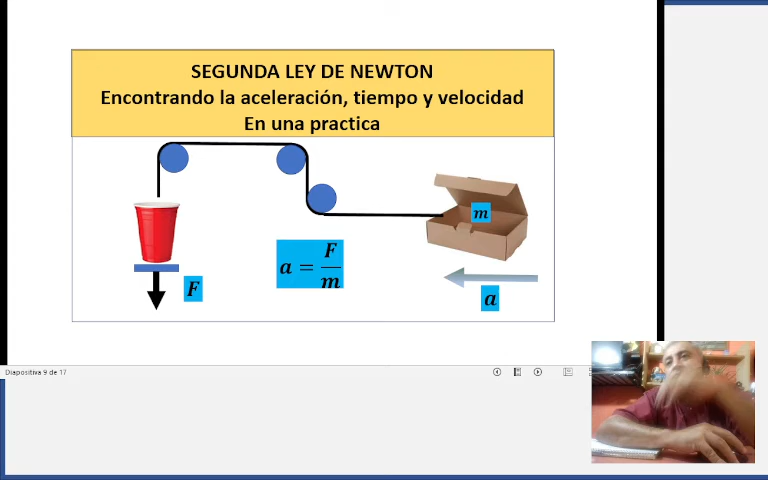 SEGUNDA LEY DE NEWTON
Encontrando la aceleración, tiempo y velocidad
En una practica
m
a = F/m
F
a
Diapositiva 9 de 17